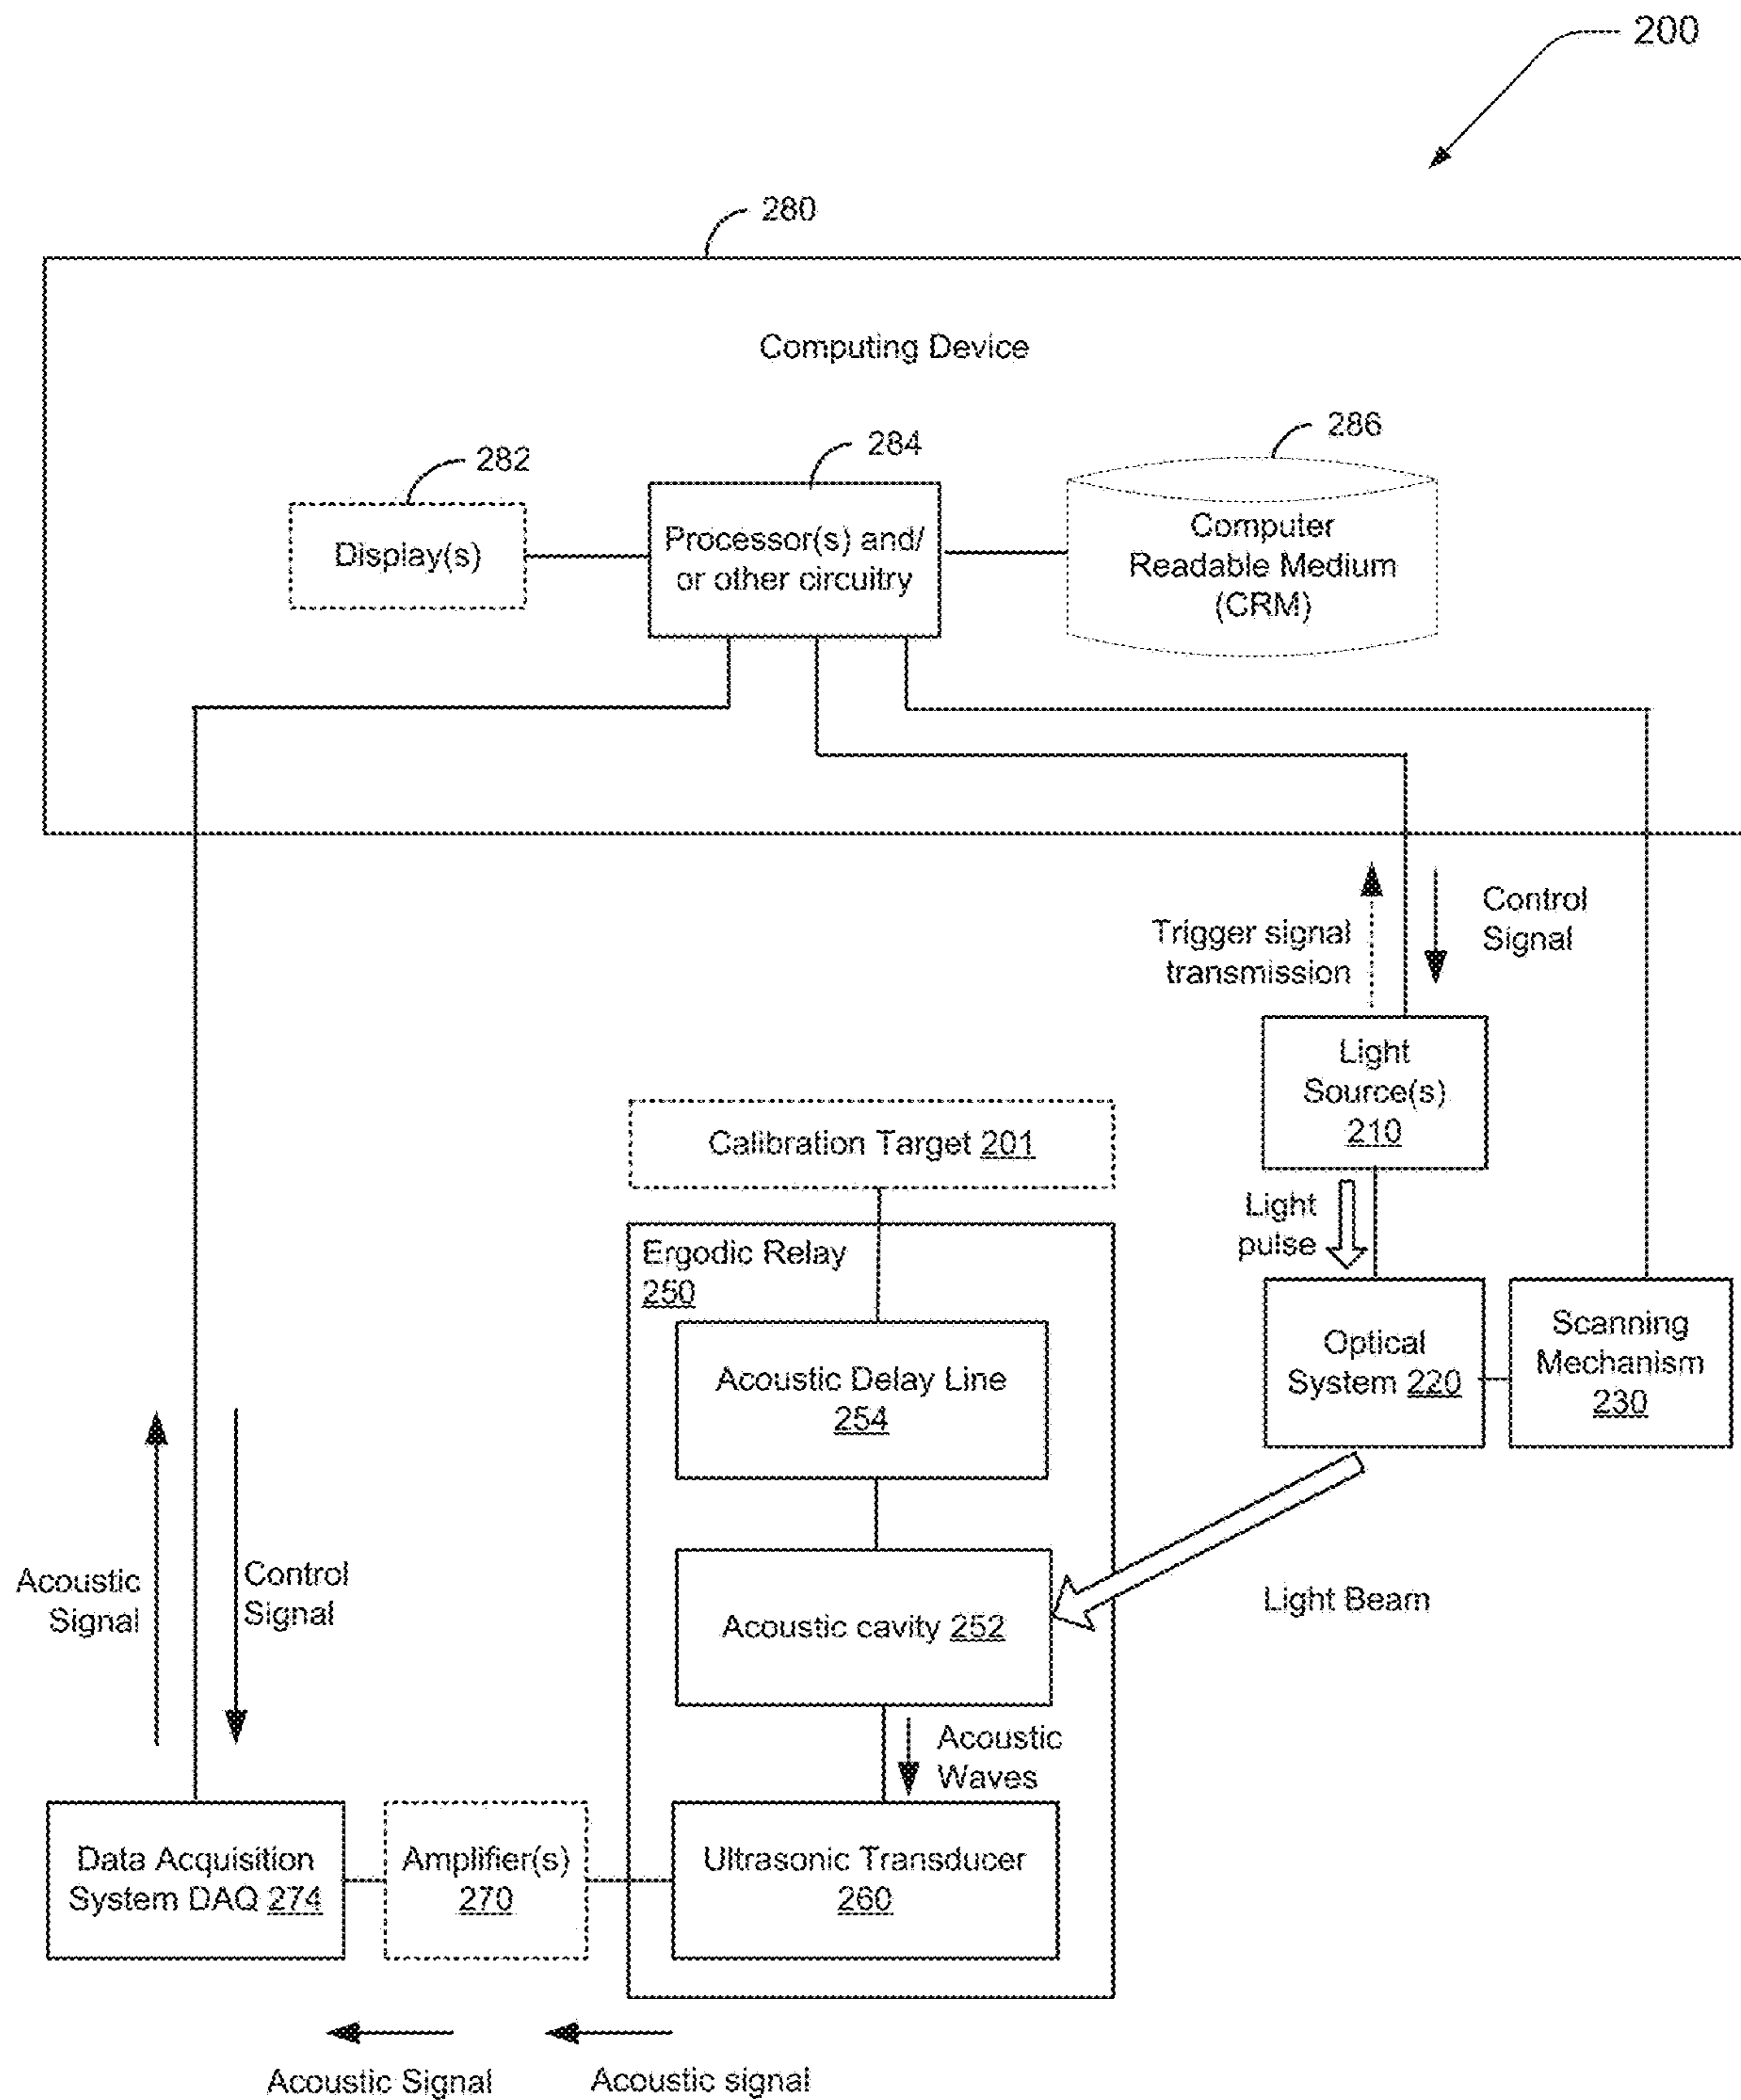 200
280
Computing Device
282
284
286
Display(s)
Processor(s) and/
or other circuitry
Computer
Readable Medium
(CRM)
Trigger signal
transmission
Control
Signal
Light
Source(s)
210
Calibration Target 201
Light
pulse
Ergodic Relay
250
Optical
System 220
Scanning
Mechanism
230
Acoustic Delay Line
254
Acoustic
Signal
Control
Signal
Light Beam
Acoustic cavity 252
Acoustic
Waves
Data Acquisition
System DAQ 274
Amplifier(s)
270
Ultrasonic Transducer
260
Acoustic Signal
Acoustic signal